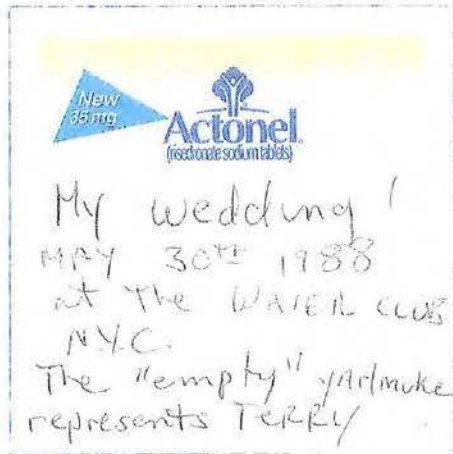 New
35 mg
Actonel
(risedronate sodium tablets)
My wedding!
MAY 30th 1988
at The WATER CLUB
N.Y.C.
The "empty" yArlmuke
represents TERRY